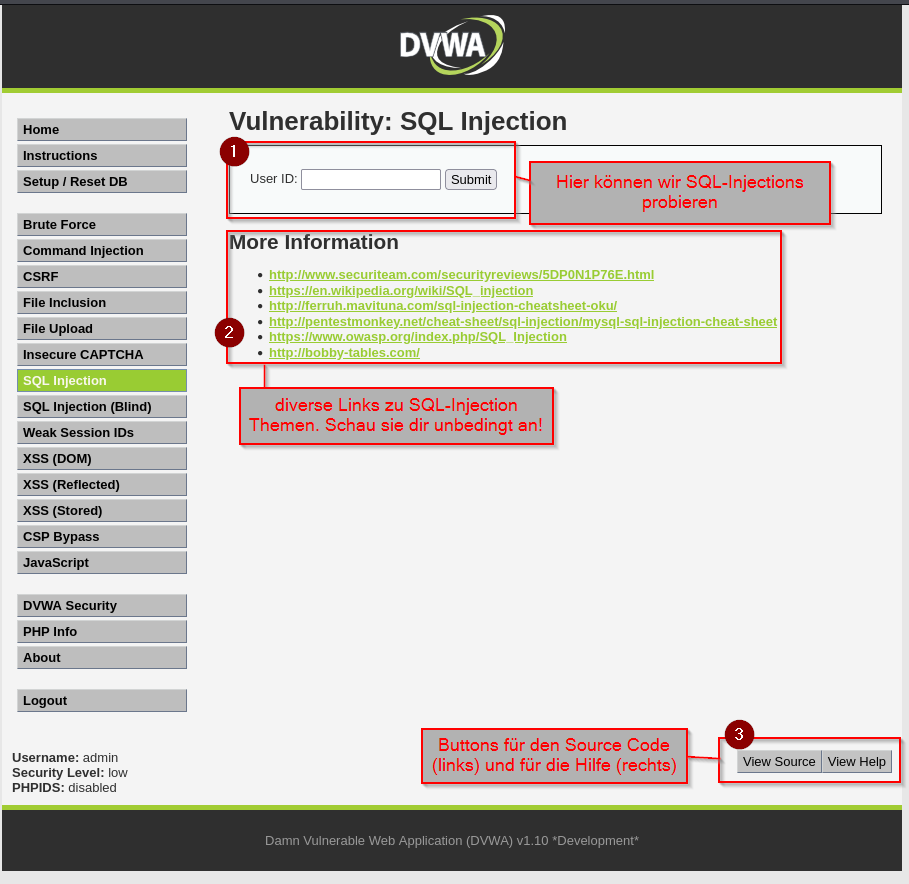 DVWA
Vulnerability: SQL Injection
Home
Instructions
Setup / Reset DB
Brute Force
Command Injection
CSRF
File Inclusion
File Upload
Insecure CAPTCHA
SQL Injection
SQL Injection (Blind)
Weak Session IDs
XSS (DOM)
XSS (Reflected)
XSS (Stored)
CSP Bypass
JavaScript
DVWA Security
PHP Info
About
Logout
1
User ID:
Submit
Hier können wir SQL-Injections
probieren
More Information
http://www.securiteam.com/securityreviews/5DP0N1P76E.html
https://en.wikipedia.org/wiki/SQL_injection
http://ferruh.mavituna.com/sql-injection-cheatsheet-oku/
http://pentestmonkey.net/cheat-sheet/sql-injection/mysql-sql-injection-cheat-sheet
https://www.owasp.org/index.php/SQL_Injection
http://bobby-tables.com/
2
diverse Links zu SQL-Injection
Themen. Schau sie dir unbedingt an!
Buttons für den Source Code
(links) und für die Hilfe (rechts)
3
View Source
View Help
Username: admin
Security Level: low
PHPIDS: disabled
Damn Vulnerable Web Application (DVWA) v1.10 *Development*